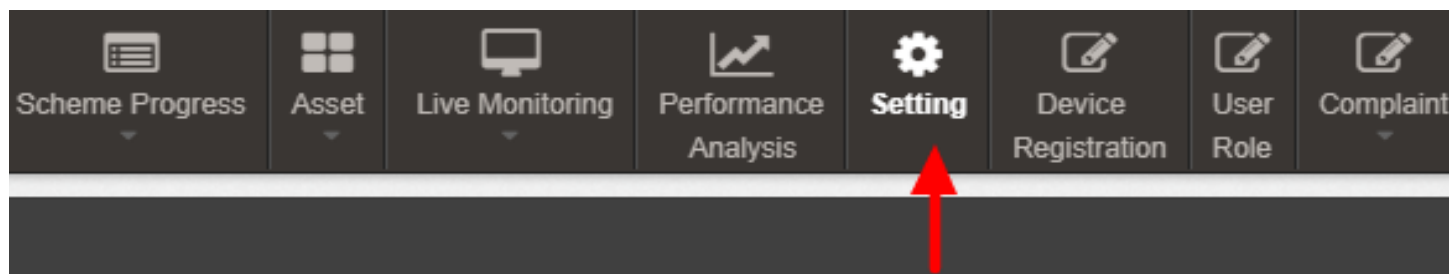 Scheme Progress
Asset
Live Monitoring
Performance
Analysis
Setting
Device
Registration
User
Role
Complaint